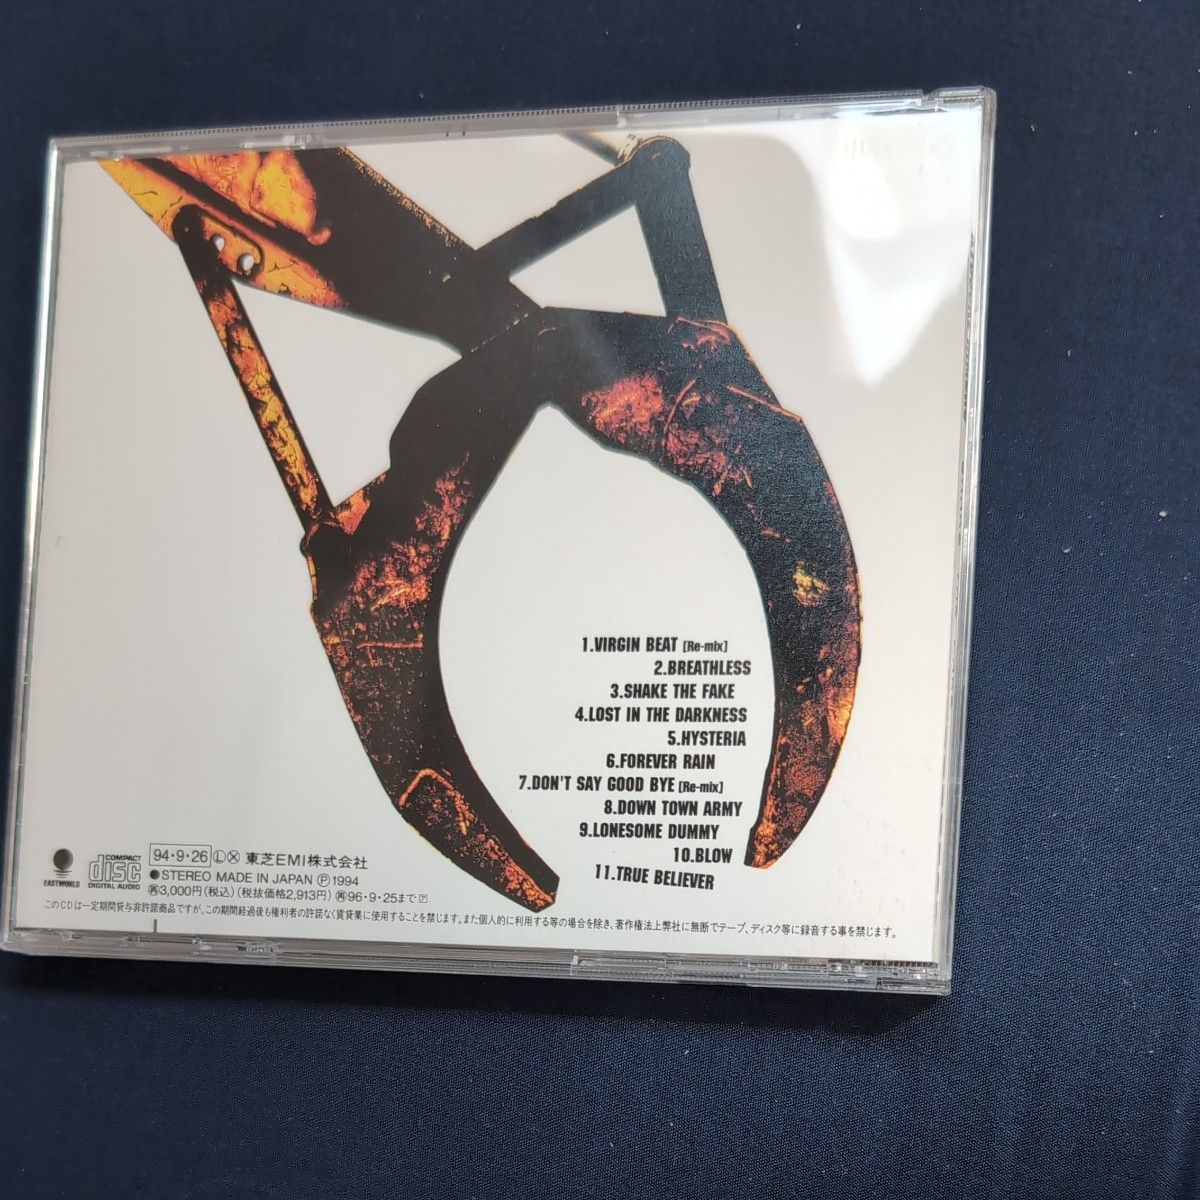 1.VIRGIN BEAT [Re-mix]
2.BREATHLESS
3.SHAKE THE FAKE
4.LOST IN THE DARKNESS
5.HYSTERIA
6.FOREVER RAIN
7.DON'T SAY GOOD BYE [Re-mix]
8.DOWN TOWN ARMY
9.LONESOME DUMMY
10.BLOW
11.TRUE BELIEVER
EASTWORLD
COMPACT
disc
DIGITAL AUDIO
94・9・26 Ⓛ Ⓧ 東芝EMI株式会社
●STEREO MADE IN JAPAN Ⓟ1994
㊢3,000円(税込)(税抜価格2,913円) ㊢96・9・25まで
このCDは一定期間貸与非許諾商品ですが、この期間経過後も権利者の許諾なく賃貸業に使用することを禁じます。また個人的に利用する等の場合を除き、著作権法上弊社に無断でテープ、ディスク等に録音する事を禁じます。